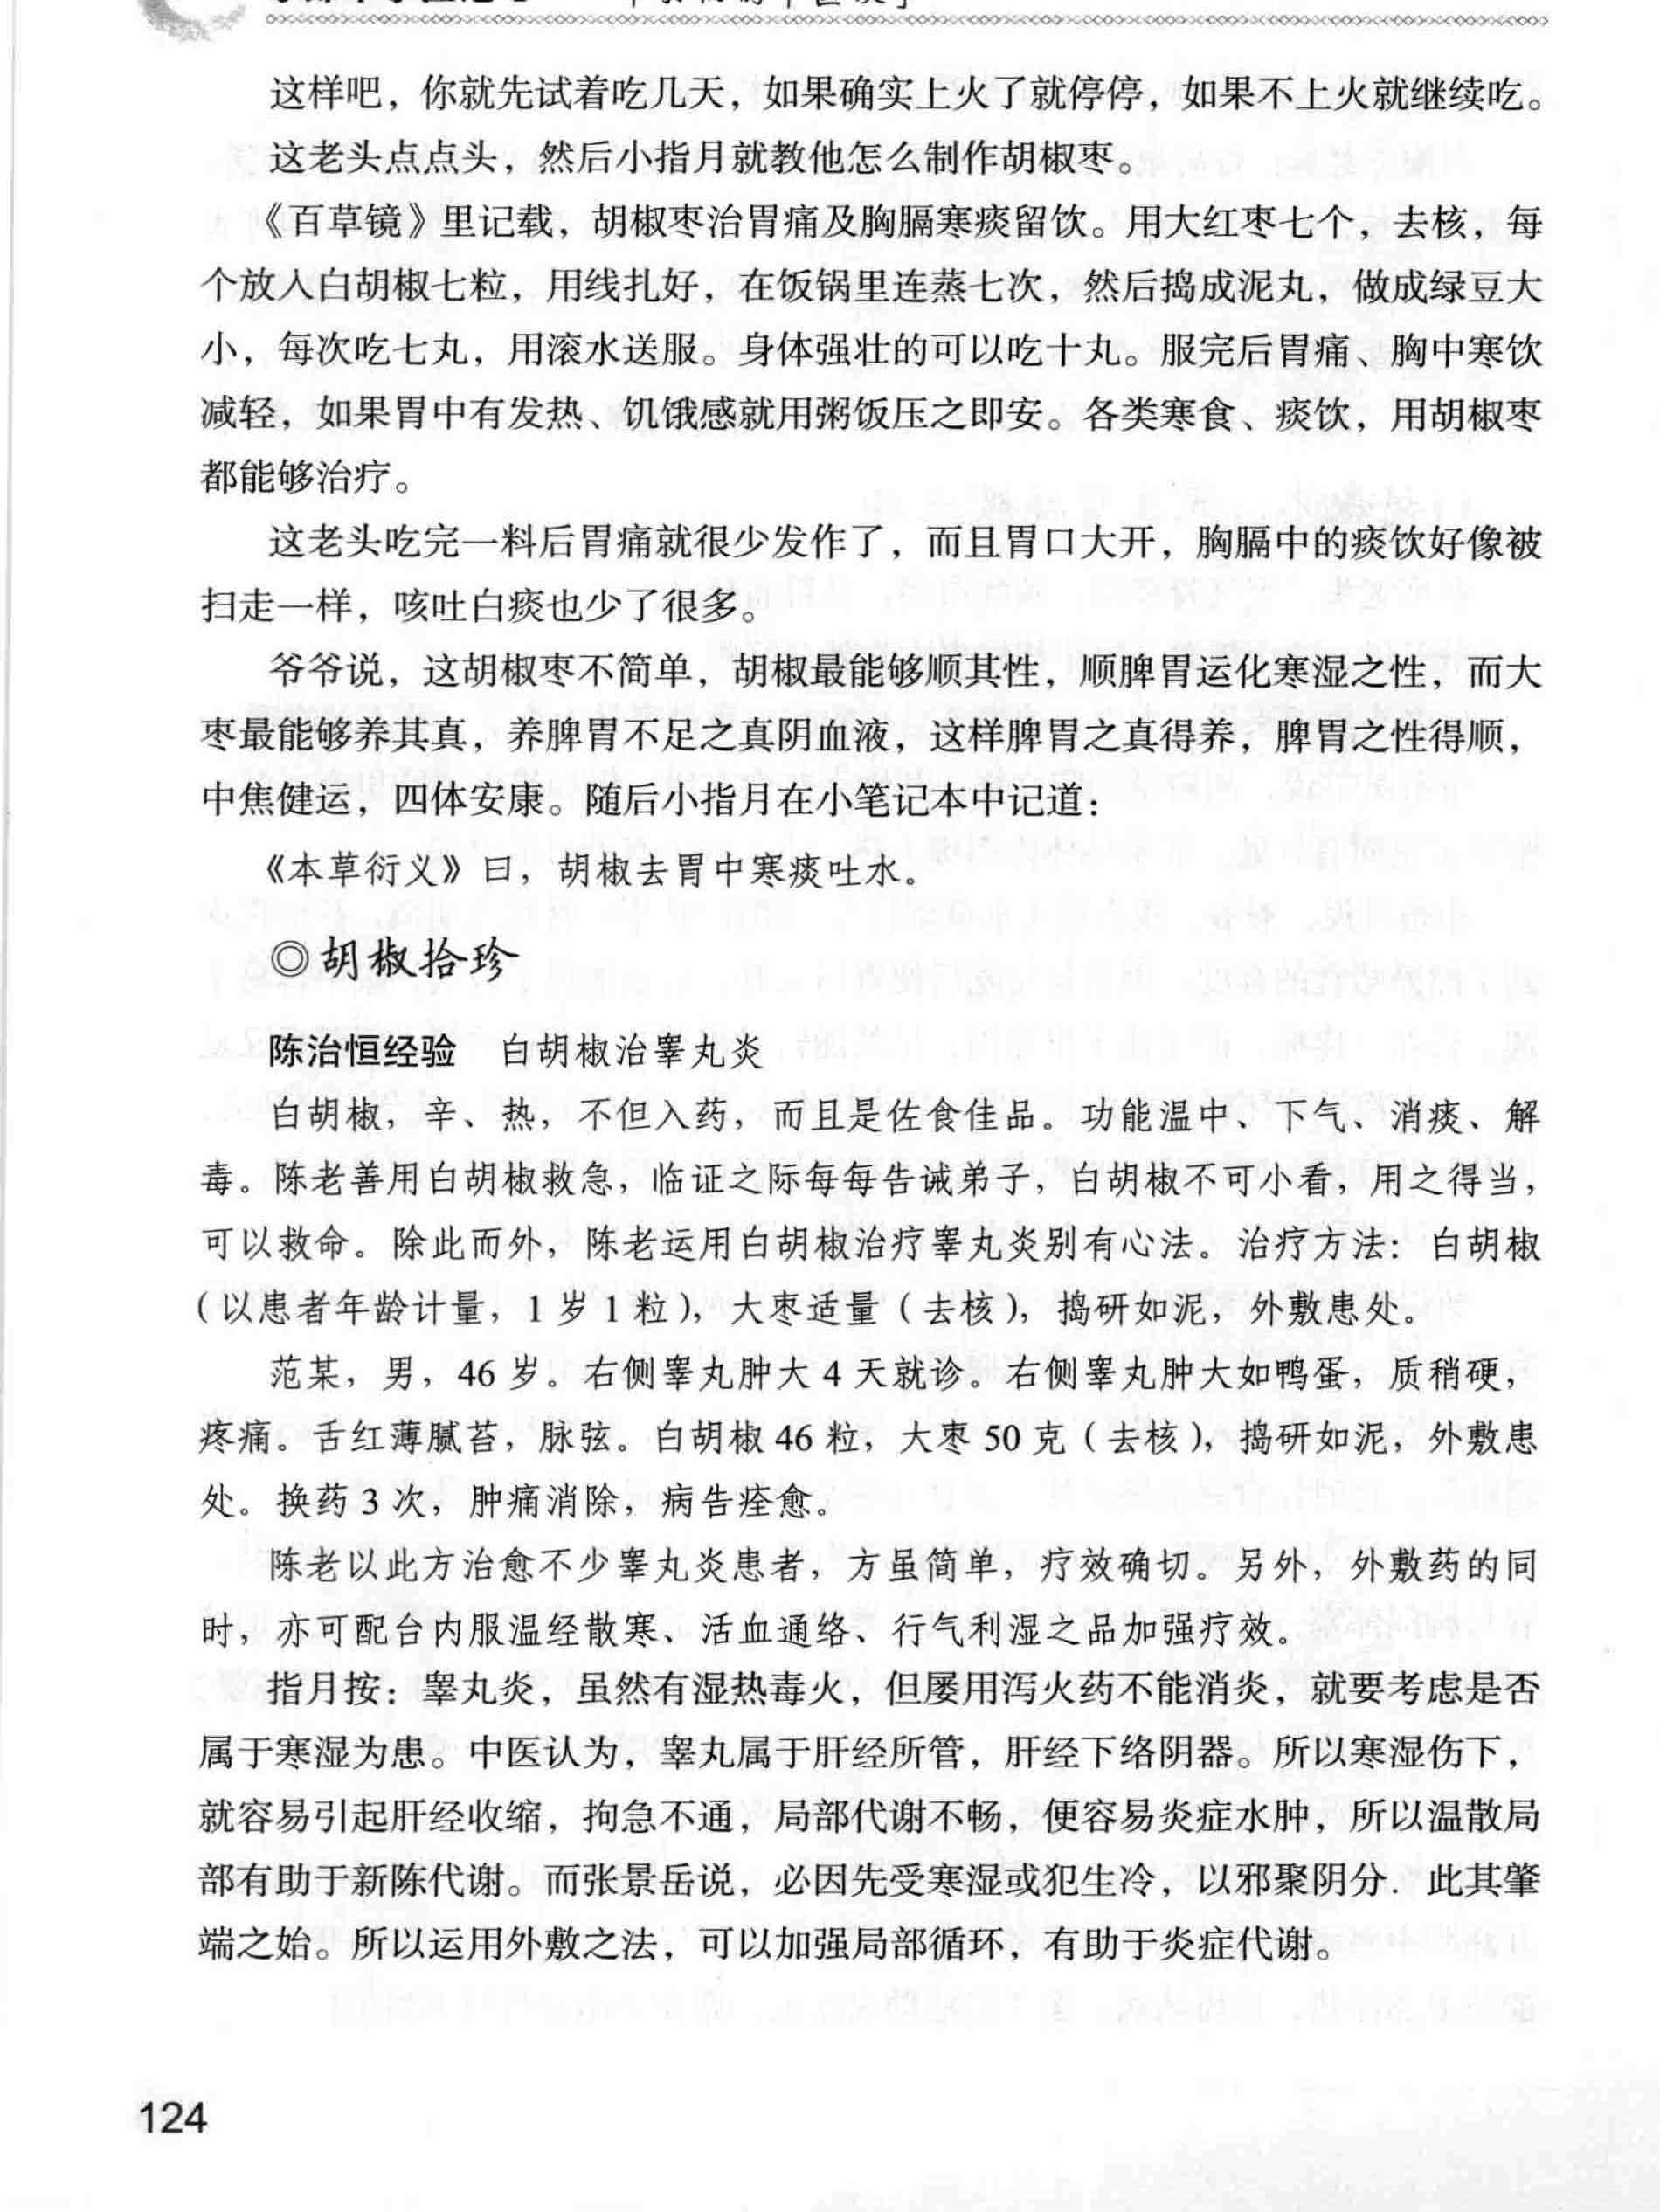 这样吧，你就先试着吃几天，如果确实上火了就停停，如果不上火就继续吃。
这老头点点头，然后小指月就教他怎么制作胡椒枣。
《百草镜》里记载，胡椒枣治胃痛及胸膈寒痰留饮。用大红枣七个，去核，每
个放入白胡椒七粒，用线扎好，在饭锅里连蒸七次，然后捣成泥丸，做成绿豆大
小，每次吃七丸，用滚水送服。身体强壮的可以吃十丸。服完后胃痛、胸中寒饮
减轻，如果胃中有发热、饥饿感就用粥饭压之即安。各类寒食、痰饮，用胡椒枣
都能够治疗。
这老头吃完一料后胃痛就很少发作了，而且胃口大开，胸膈中的痰饮好像被
扫走一样，咳吐白痰也少了很多。
爷爷说，这胡椒枣不简单，胡椒最能够顺其性，顺脾胃运化寒湿之性，而大
枣最能够养其真，养脾胃不足之真阴血液，这样脾胃之真得养，脾胃之性得顺，
中焦健运，四体安康。随后小指月在小笔记本中记道：
《本草衍义》曰，胡椒去胃中寒痰吐水。
◎胡椒拾珍
陈治恒经验　白胡椒治睾丸炎
白胡椒，辛、热，不但入药，而且是佐食佳品。功能温中、下气、消痰、解
毒。陈老善用白胡椒救急，临证之际每每告诫弟子，白胡椒不可小看，用之得当，
可以救命。除此而外，陈老运用白胡椒治疗睾丸炎别有心法。治疗方法：白胡椒
（以患者年龄计量，1 岁 1 粒），大枣适量（去核），捣研如泥，外敷患处。
范某，男，46 岁。右侧睾丸肿大 4 天就诊。右侧睾丸肿大如鸭蛋，质稍硬，
疼痛。舌红薄腻苔，脉弦。白胡椒 46 粒，大枣 50 克（去核），捣研如泥，外敷患
处。换药 3 次，肿痛消除，病告痊愈。
陈老以此方治愈不少睾丸炎患者，方虽简单，疗效确切。另外，外敷药的同
时，亦可配台内服温经散寒、活血通络、行气利湿之品加强疗效。
指月按：睾丸炎，虽然有湿热毒火，但屡用泻火药不能消炎，就要考虑是否
属于寒湿为患。中医认为，睾丸属于肝经所管，肝经下络阴器。所以寒湿伤下，
就容易引起肝经收缩，拘急不通，局部代谢不畅，便容易炎症水肿，所以温散局
部有助于新陈代谢。而张景岳说，必因先受寒湿或犯生冷，以邪聚阴分．此其肇
端之始。所以运用外敷之法，可以加强局部循环，有助于炎症代谢。
124